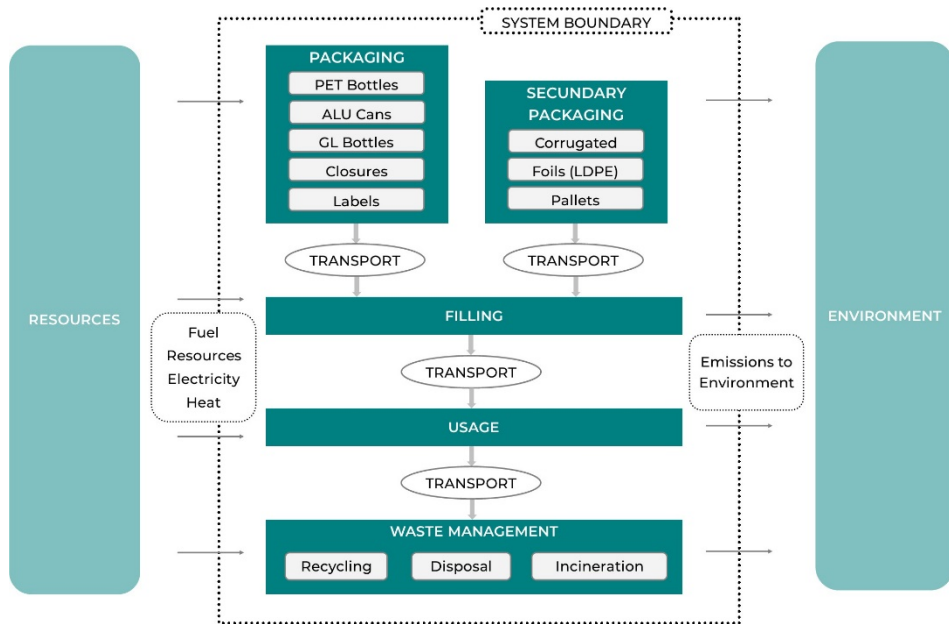 SYSTEM BOUNDARY
PACKAGING
PET Bottles
ALU Cans
GL Bottles
Closures
Labels
SECUNDARY
PACKAGING
Corrugated
Foils (LDPE)
Pallets
TRANSPORT
TRANSPORT
RESOURCES
FILLING
ENVIRONMENT
Fuel
Resources
Electricity
Heat
Emissions to
Environment
TRANSPORT
USAGE
TRANSPORT
WASTE MANAGEMENT
Recycling
Disposal
Incineration